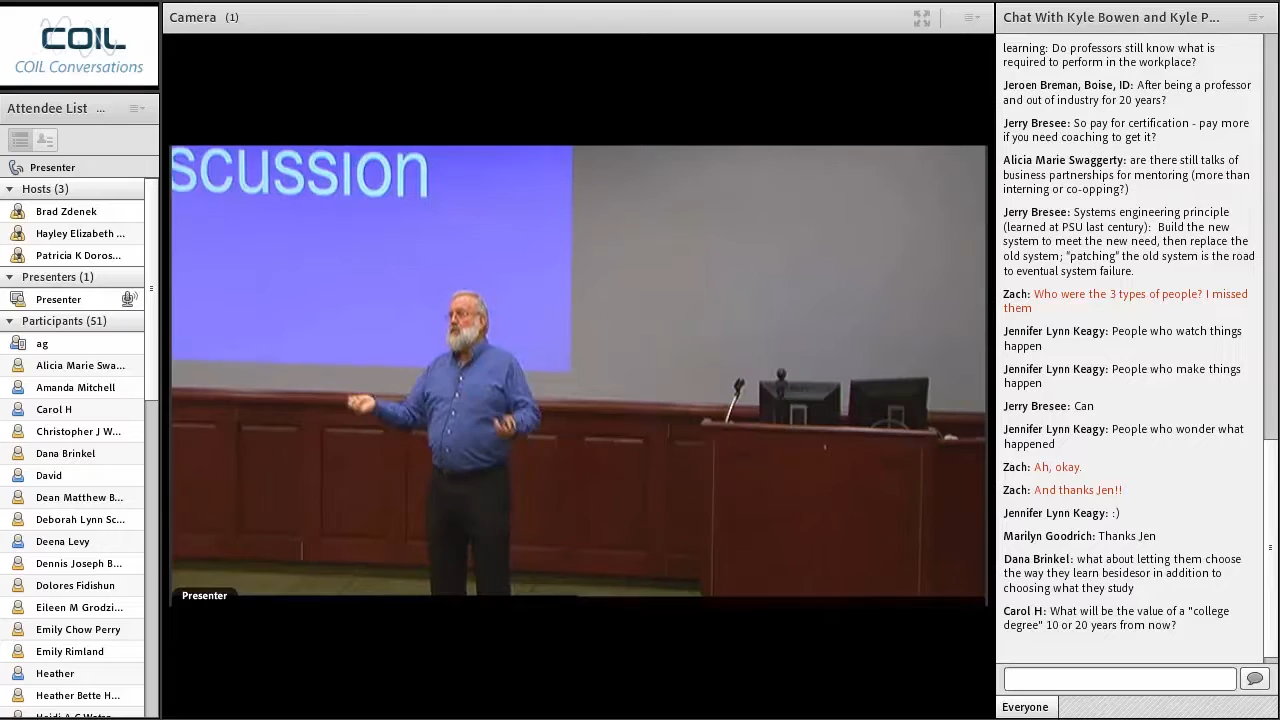 COIL
COIL Conversations
Attendee List ...
Presenter
Hosts (3)
Brad Zdenek
Hayley Elizabeth ...
Patricia K Doros...
Presenters (1)
Presenter
Participants (51)
ag
Alicia Marie Swa...
Amanda Mitchell
Carol H
Christopher J W...
Dana Brinkel
David
Dean Matthew B...
Deborah Lynn Sc...
Deena Levy
Dennis Joseph B...
Dolores Fidishun
Eileen M Grodzi...
Emily Chow Perry
Emily Rimland
Heather
Heather Bette H...
Camera (1)
scussion
Presenter
Chat With Kyle Bowen and Kyle P...
learning: Do professors still know what is
required to perform in the workplace?
Jeroen Breman, Boise, ID: After being a professor
and out of industry for 20 years?
Jerry Bresee: So pay for certification - pay more
if you need coaching to get it?
Alicia Marie Swaggerty: are there still talks of
business partnerships for mentoring (more than
interning or co-opping?)
Jerry Bresee: Systems engineering principle
(learned at PSU last century): Build the new
system to meet the new need, then replace the
old system; "patching" the old system is the road
to eventual system failure.
Zach: Who were the 3 types of people? I missed
them
Jennifer Lynn Keagy: People who watch things
happen
Jennifer Lynn Keagy: People who make things
happen
Jerry Bresee: Can
Jennifer Lynn Keagy: People who wonder what
happened
Zach: Ah, okay.
Zach: And thanks Jen!!
Jennifer Lynn Keagy: :)
Marilyn Goodrich: Thanks Jen
Dana Brinkel: what about letting them choose
the way they learn besidesor in addition to
choosing what they study
Carol H: What will be the value of a "college
degree" 10 or 20 years from now?
Everyone